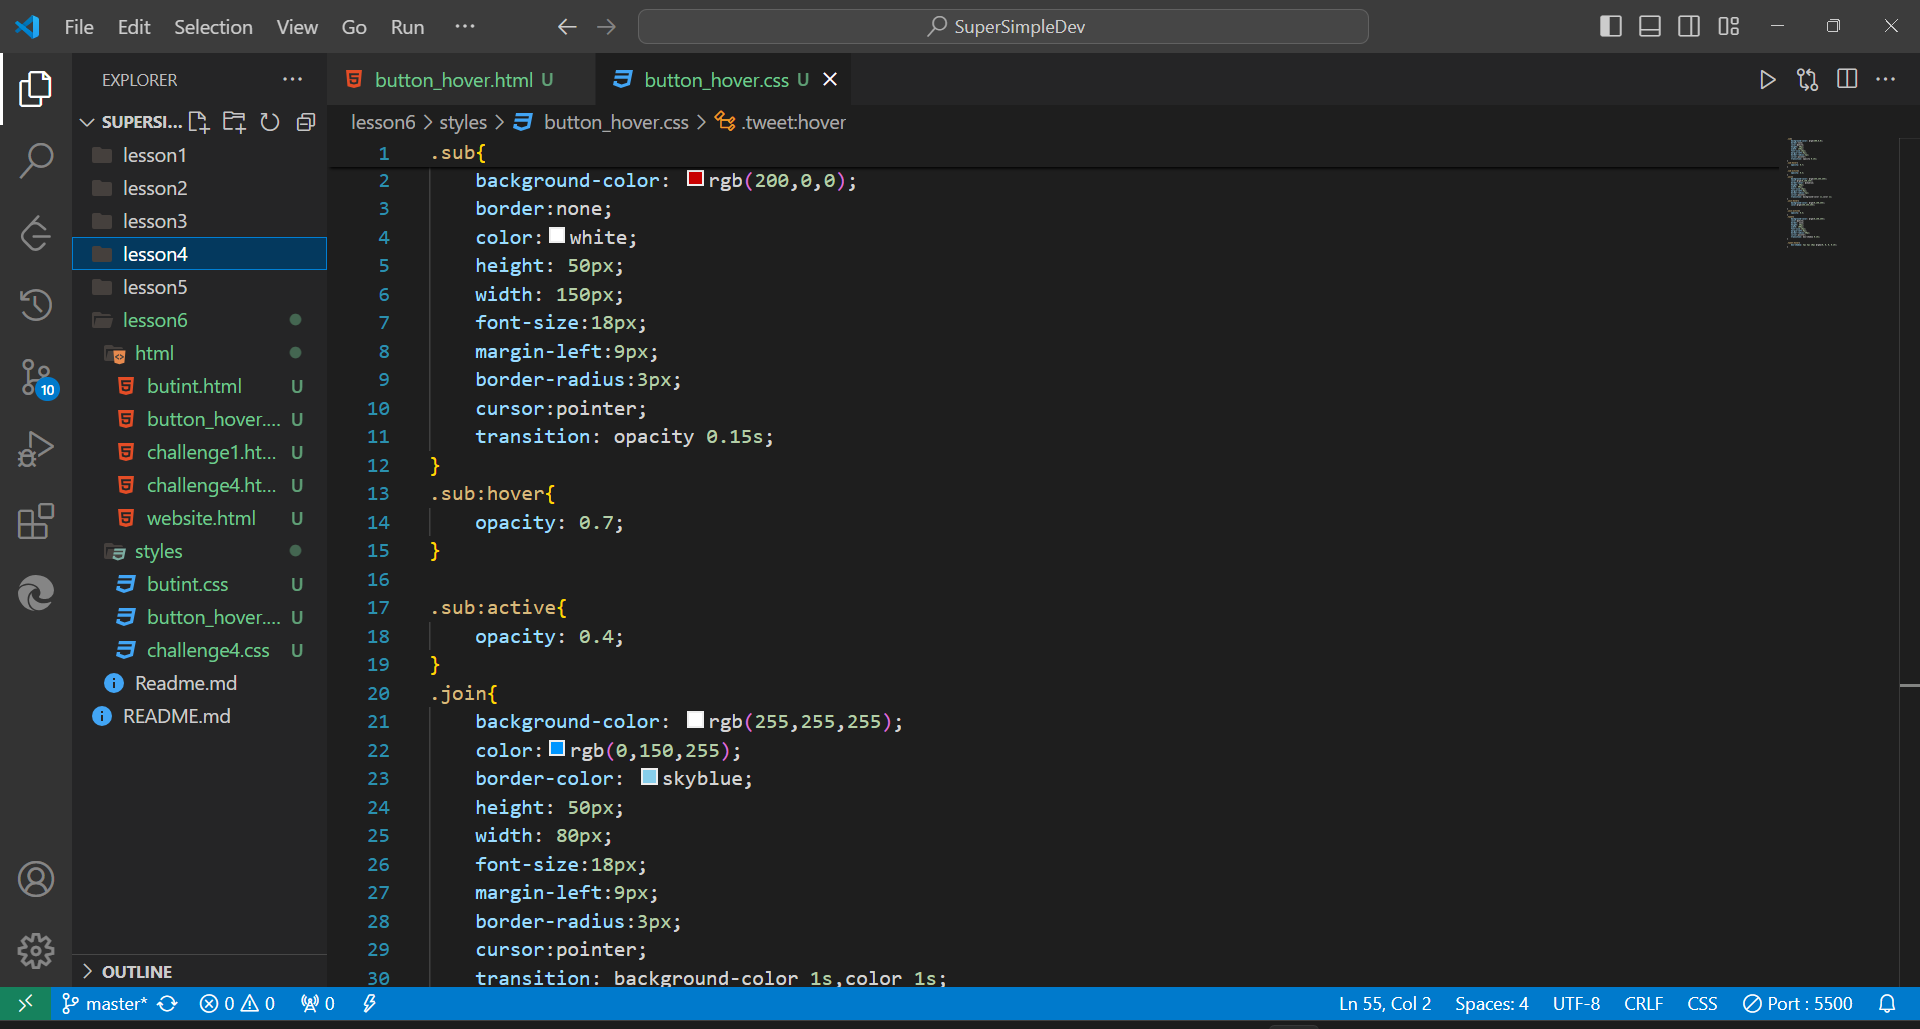 File Edit Selection View Go Run ··· SuperSimpleDev
EXPLORER ···
button_hover.html U
button_hover.css U
SUPERSI...
lesson1
lesson2
lesson3
lesson4
lesson5
lesson6
html
butint.html U
button_hover.... U
challenge1.ht... U
challenge4.ht... U
website.html U
styles
butint.css U
button_hover.... U
challenge4.css U
Readme.md
README.md
10
OUTLINE
lesson6 > styles > button_hover.css > .tweet:hover
1 .sub{
2 background-color: rgb(200,0,0);
3 border:none;
4 color: white;
5 height: 50px;
6 width: 150px;
7 font-size:18px;
8 margin-left:9px;
9 border-radius:3px;
10 cursor:pointer;
11 transition: opacity 0.15s;
12 }
13 .sub:hover{
14 opacity: 0.7;
15 }
16
17 .sub:active{
18 opacity: 0.4;
19 }
20 .join{
21 background-color: rgb(255,255,255);
22 color: rgb(0,150,255);
23 border-color: skyblue;
24 height: 50px;
25 width: 80px;
26 font-size:18px;
27 margin-left:9px;
28 border-radius:3px;
29 cursor:pointer;
30 transition: background-color 1s,color 1s;
master* 0 0 0 Ln 55, Col 2 Spaces: 4 UTF-8 CRLF CSS Port : 5500